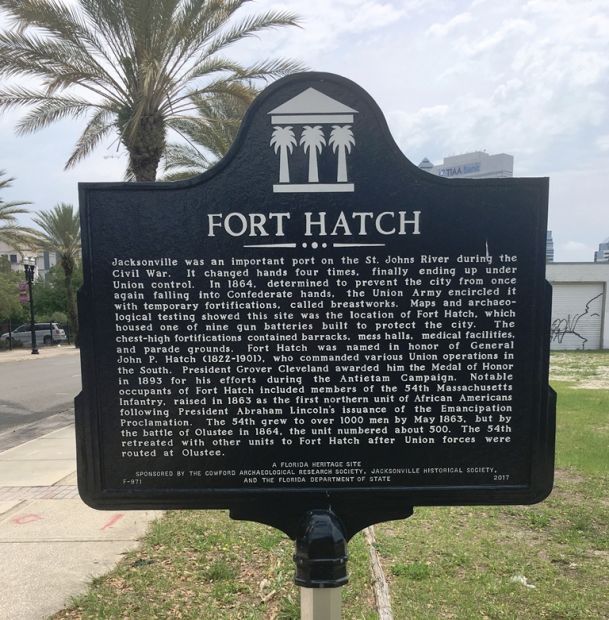 TIAA Bank
FORT HATCH
Jacksonville was an important port on the St. Johns River during the
Civil War. It changed hands four times, finally ending up under
Union control. In 1864, determined to prevent the city from once
again falling into Confederate hands, the Union Army encircled it
with temporary fortifications, called breastworks. Maps and archaeo-
logical testing showed this site was the location of Fort Hatch, which
housed one of nine gun batteries built to protect the city. The
chest-high fortifications contained barracks, mess halls, medical facilities,
and parade grounds. Fort Hatch was named in honor of General
John P. Hatch (1822-1901), who commanded various Union operations in
the South. President Grover Cleveland awarded him the Medal of Honor
in 1893 for his efforts during the Antietam Campaign. Notable
occupants of Fort Hatch included members of the 54th Massachusetts
Infantry, raised in 1863 as the first northern unit of African Americans
following President Abraham Lincoln's issuance of the Emancipation
Proclamation. The 54th grew to over 1000 men by May 1863, but by
the battle of Olustee in 1864, the unit numbered about 500. The 54th
retreated with other units to Fort Hatch after Union forces were
routed at Olustee.
A FLORIDA HERITAGE SITE
SPONSORED BY THE COWFORD ARCHAEOLOGICAL RESEARCH SOCIETY, JACKSONVILLE HISTORICAL SOCIETY,
F-971 AND THE FLORIDA DEPARTMENT OF STATE 2017